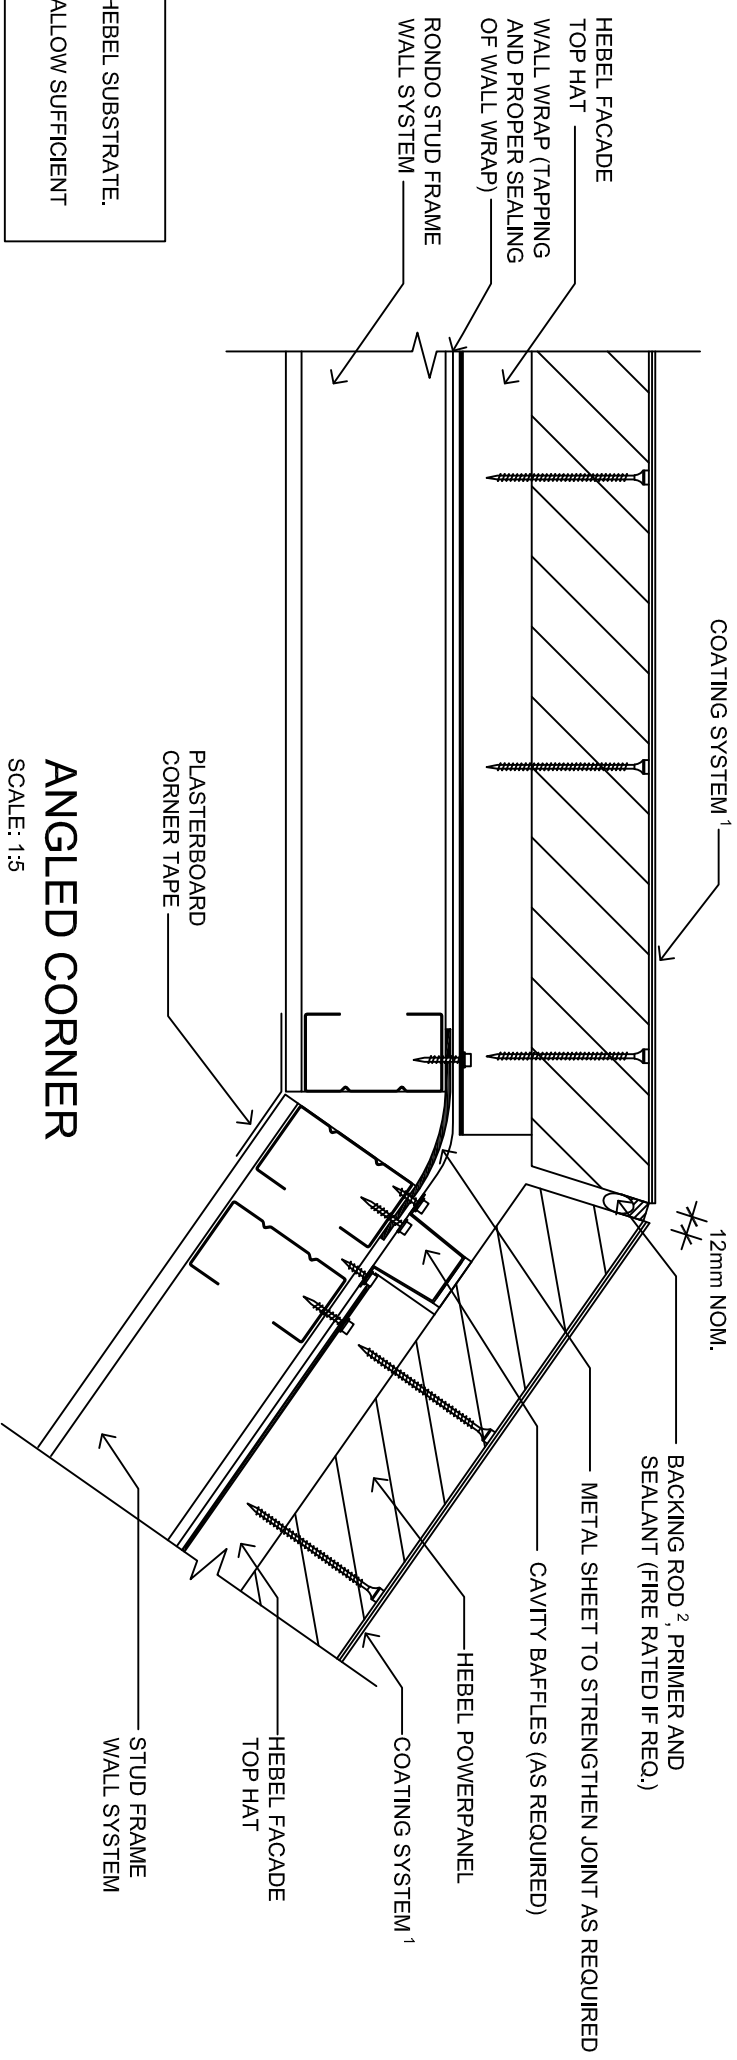 HEBEL SUBSTRATE.
ALLOW SUFFICIENT
HEBEL FACADE
TOP HAT
WALL WRAP (TAPPING
AND PROPER SEALING
OF WALL WRAP)
RONDO STUD FRAME
WALL SYSTEM
COATING SYSTEM 1
12mm NOM.
BACKING ROD 2, PRIMER AND
SEALANT (FIRE RATED IF REQ.)
METAL SHEET TO STRENGTHEN JOINT AS REQUIRED
CAVITY BAFFLES (AS REQUIRED)
HEBEL POWERPANEL
COATING SYSTEM 1
HEBEL FACADE
TOP HAT
STUD FRAME
WALL SYSTEM
PLASTERBOARD
CORNER TAPE
ANGLED CORNER
SCALE: 1:5